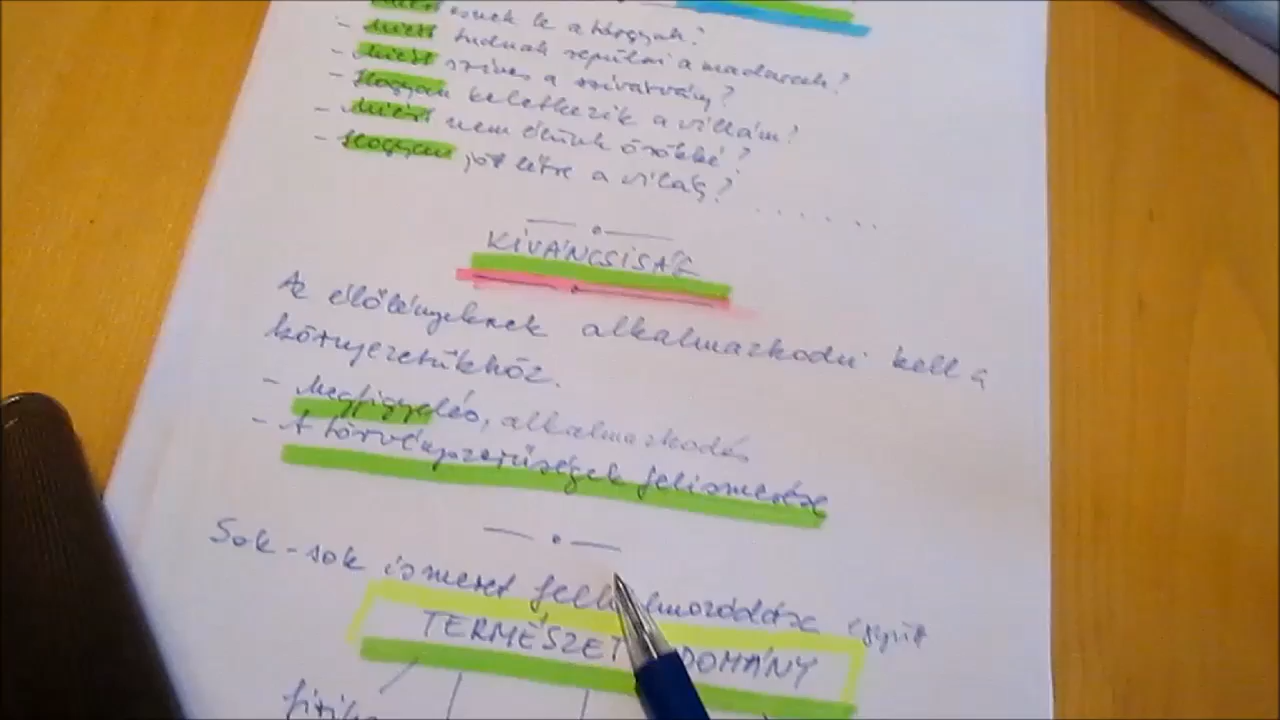 esnek le a tárgyak?
- Miért tudnak repülni a madarak?
- Miért színes a szivárvány?
- Hogyan keletkezik a villám?
- Miért nem élünk örökké?
- Hogyan jött létre a világ? .......
KÍVÁNCSISÁG
Az élőlényeknek alkalmazkodni kell a
környezetükhöz.
- Megfigyelés, alkalmazkodás
- A törvényszerűségek felismerése
Sok-sok ismeret felhalmozódása együtt
TERMÉSZETTUDOMÁNY
fizika